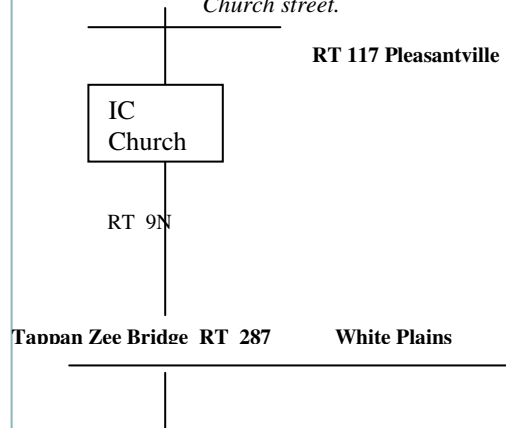 Church street.
RT 117 Pleasantville
IC
Church
RT 9N
Tappan Zee Bridge RT 287 White Plains